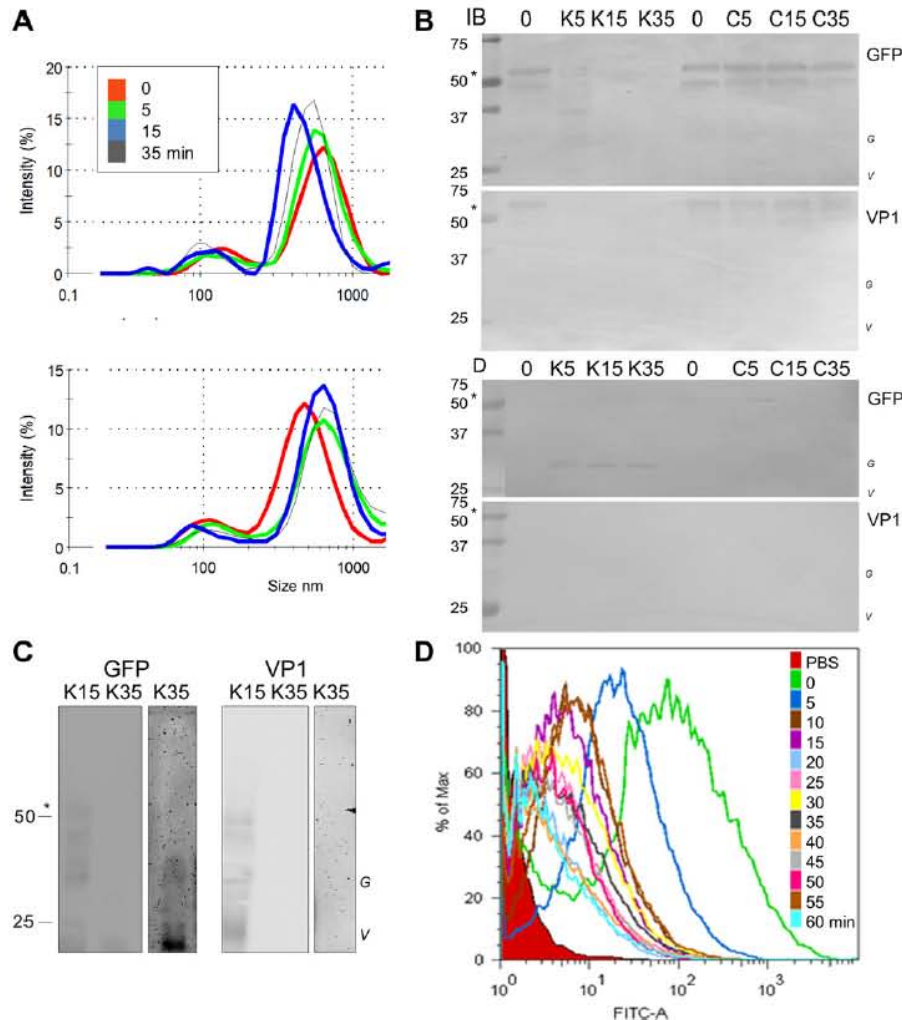 A
20
15
10
5
0
Intensity (%)
0
5
15
35 min
0.1 100 1000
15
10
5
0
Intensity (%)
0.1 100 1000
Size nm
B
IB 0 K5 K15 K35 0 C5 C15 C35
75
* 
50
37
25
GFP
G
V
75
*
50
37
25
VP1
G
V
D 0 K5 K15 K35 0 C5 C15 C35
75
*
50
37
25
GFP
G
V
75
*
50
37
25
VP1
G
V
C
GFP VP1
K15 K35 K35 K15 K35 K35
*
50
25
G
V
D
100
80
60
40
20
0
% of Max
PBS
0
5
10
15
20
25
30
35
40
45
50
55
60 min
10⁰ 10¹ 10² 10³
FITC-A